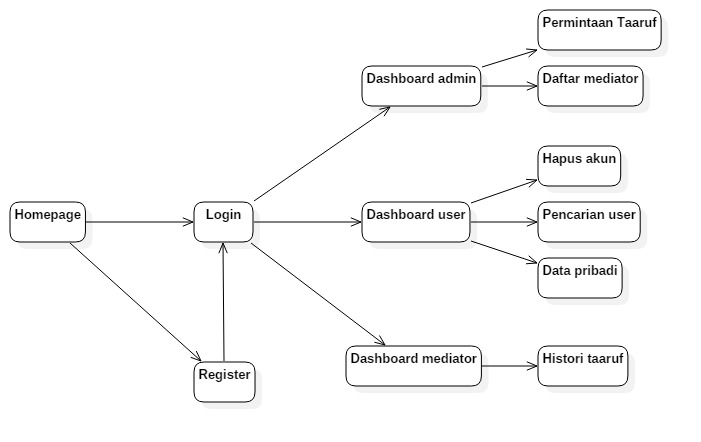 Permintaan Taaruf
Dashboard admin
Daftar mediator
Hapus akun
Homepage
Login
Dashboard user
Pencarian user
Data pribadi
Register
Dashboard mediator
Histori taaruf